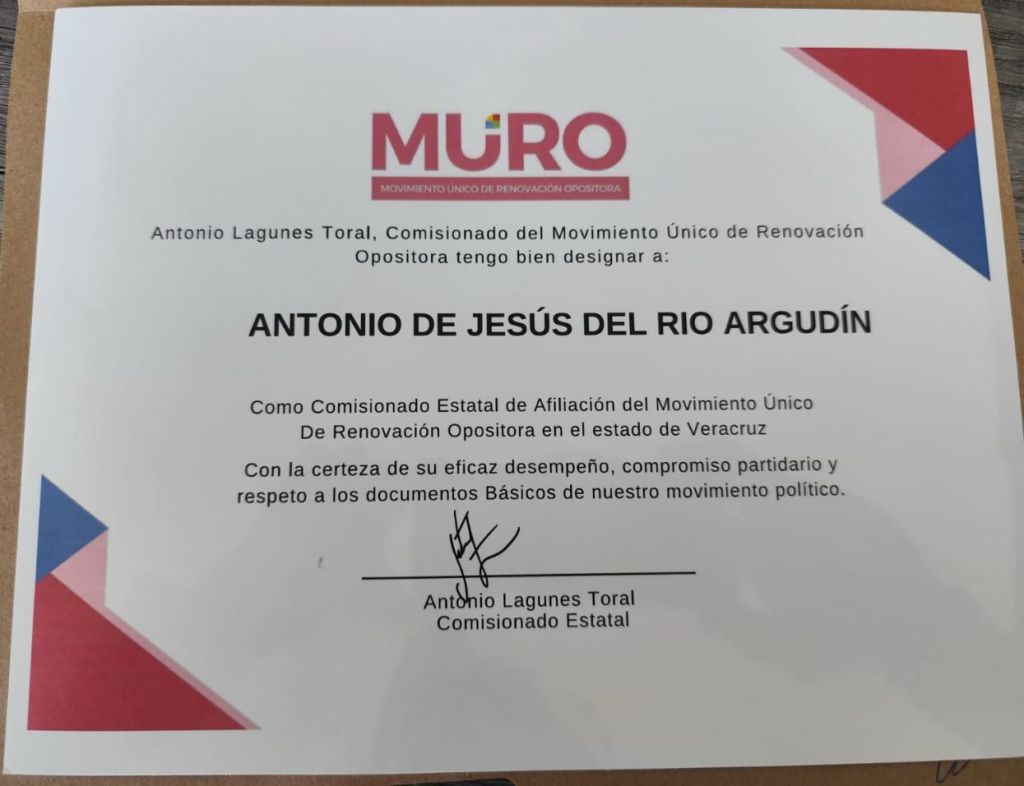 MURO
MOVIMIENTO ÚNICO DE RENOVACIÓN OPOSITORA
Antonio Lagunes Toral, Comisionado del Movimiento Único de Renovación
Opositora tengo bien designar a:
ANTONIO DE JESÚS DEL RIO ARGUDÍN
Como Comisionado Estatal de Afiliación del Movimiento Único
De Renovación Opositora en el estado de Veracruz
Con la certeza de su eficaz desempeño, compromiso partidario y
respeto a los documentos Básicos de nuestro movimiento político.
Antonio Lagunes Toral
Comisionado Estatal